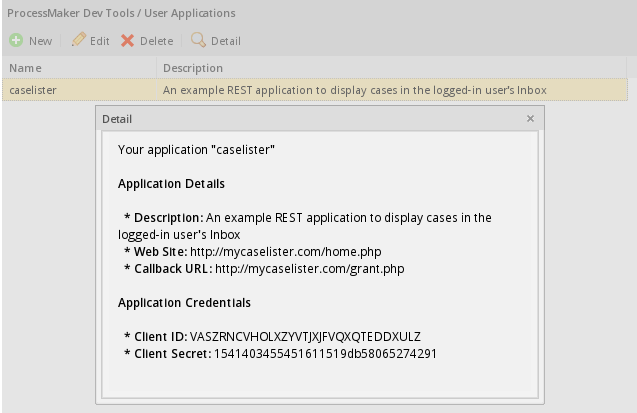 ProcessMaker Dev Tools / User Applications
New Edit Delete Detail
Name Description
caselister An example REST application to display cases in the logged-in user's Inbox
Detail
Your application "caselister"
Application Details
* Description: An example REST application to display cases in the
logged-in user's Inbox
* Web Site: http://mycaselister.com/home.php
* Callback URL: http://mycaselister.com/grant.php
Application Credentials
* Client ID: VASZRNCVHOLXZYVTJXJFVQXQTEDDXULZ
* Client Secret: 1541403455451611519db58065274291